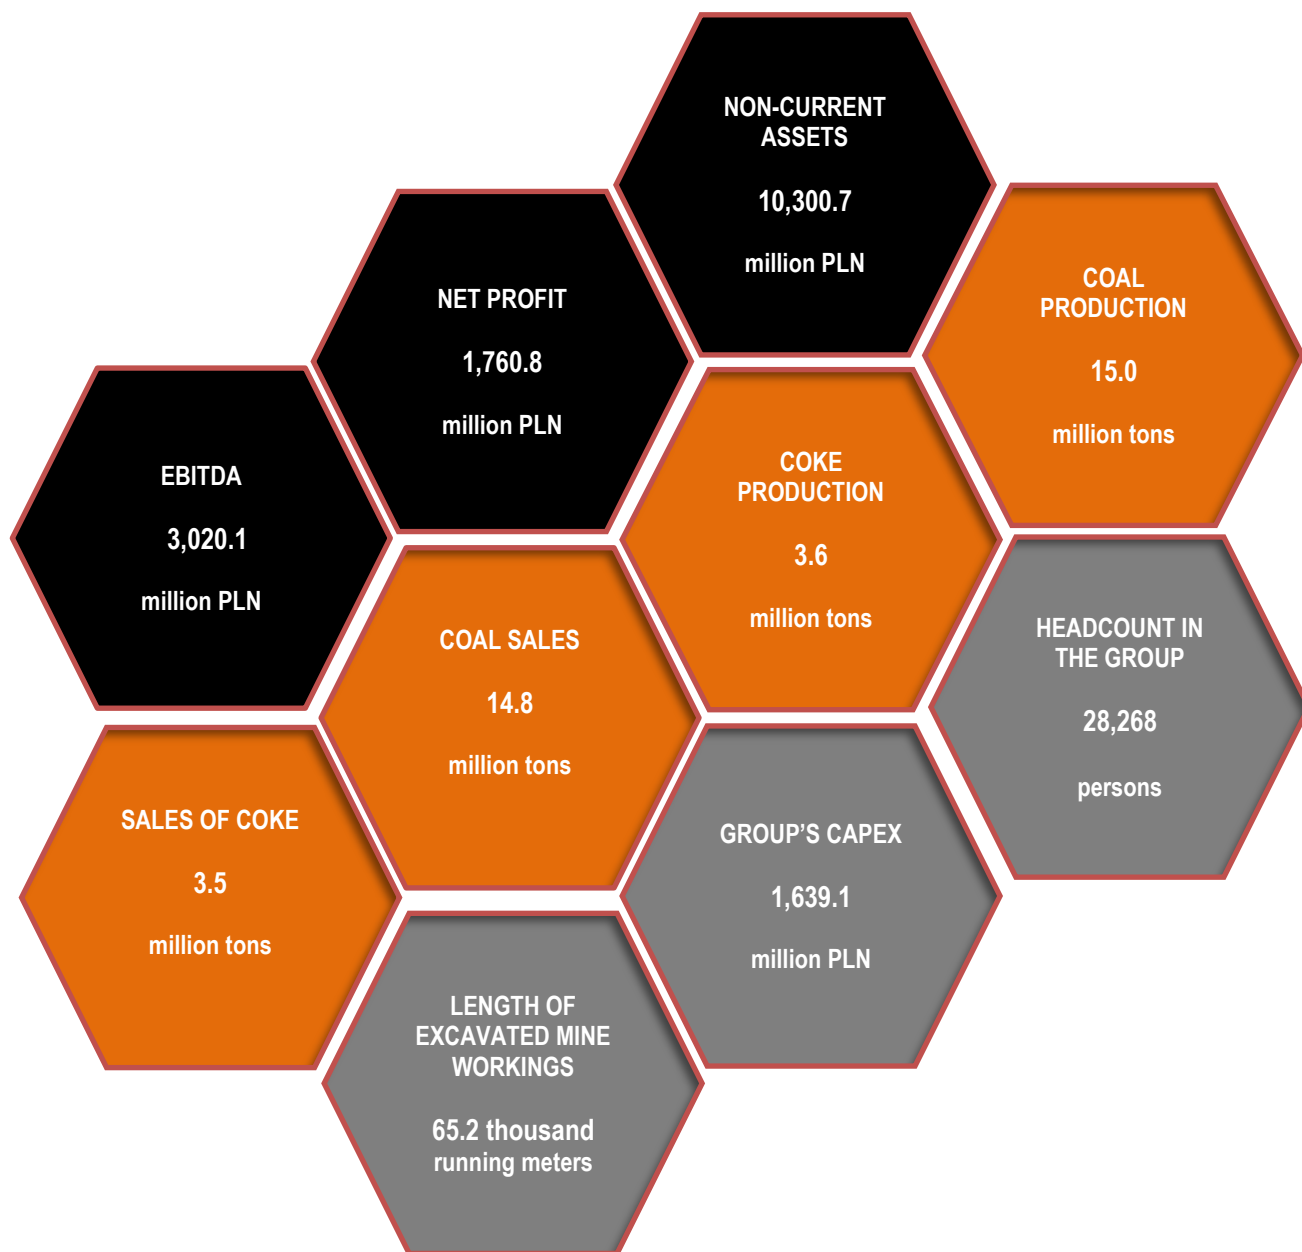 NON-CURRENT
ASSETS
10,300.7
million PLN
NET PROFIT
1,760.8
million PLN
COAL
PRODUCTION
15.0
million tons
EBITDA
3,020.1
million PLN
COKE
PRODUCTION
3.6
million tons
COAL SALES
14.8
million tons
HEADCOUNT IN
THE GROUP
28,268
persons
SALES OF COKE
3.5
million tons
GROUP’S CAPEX
1,639.1
million PLN
LENGTH OF
EXCAVATED MINE
WORKINGS
65.2 thousand
running meters